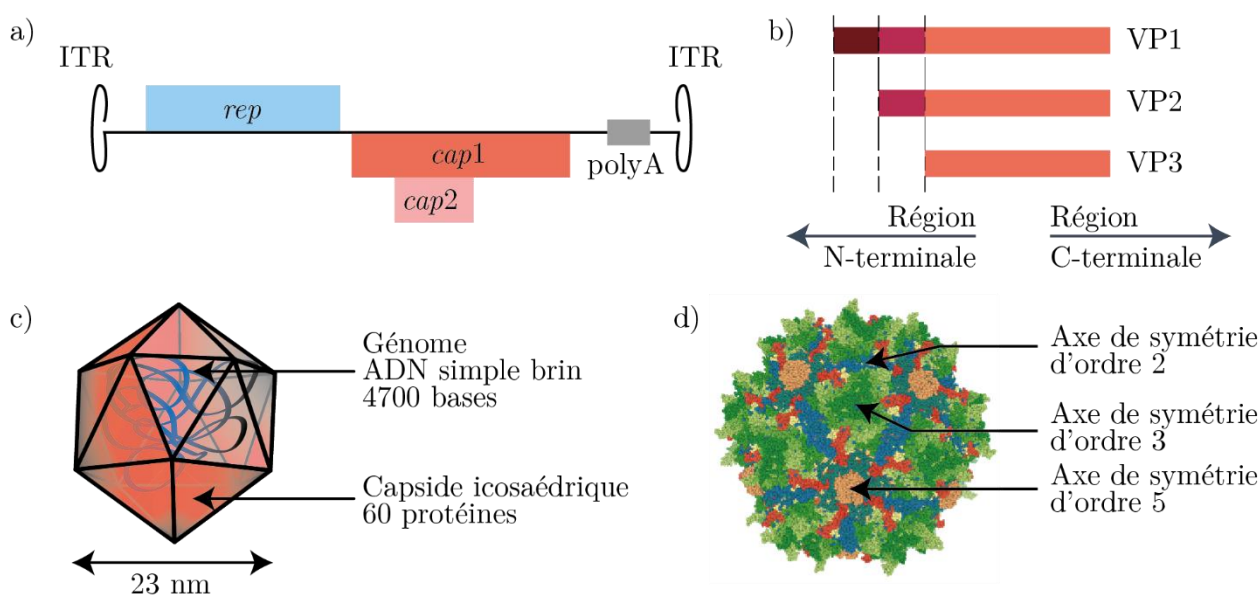 a)
ITR
ITR
rep
cap1
cap2
polyA
b)
VP1
VP2
VP3
Région
N-terminale
Région
C-terminale
c)
Génome
ADN simple brin
4700 bases
Capside icosaédrique
60 protéines
23 nm
d)
Axe de symétrie
d'ordre 2
Axe de symétrie
d'ordre 3
Axe de symétrie
d'ordre 5